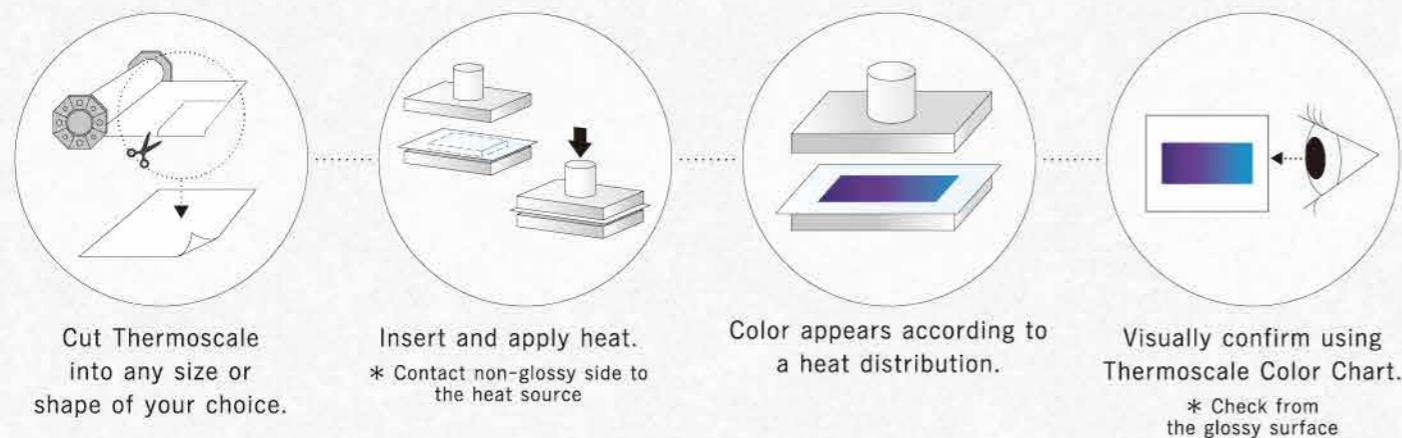 Cut Thermoscale
into any size or
shape of your choice.
Insert and apply heat.
* Contact non-glossy side to
the heat source
Color appears according to
a heat distribution.
Visually confirm using
Thermoscale Color Chart.
* Check from
the glossy surface